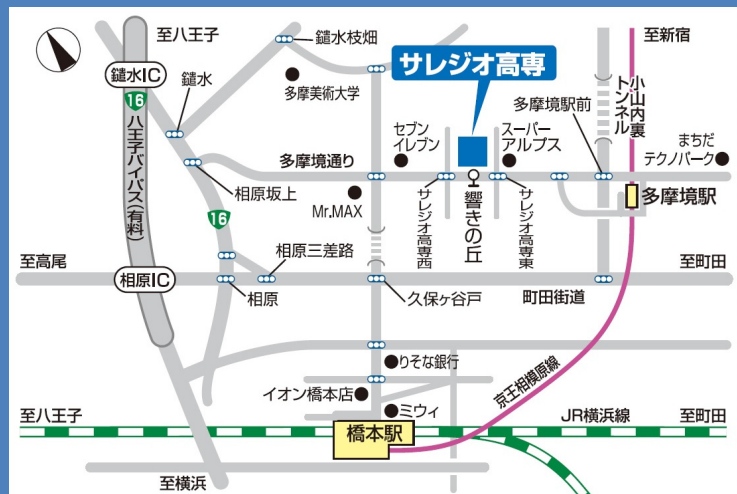 至八王子
鑓水枝畑
サレジオ高専
至新宿
鑓水IC
16
鑓水
多摩美術大学
多摩境駅前
小山内裏
トンネル
八王子バイパス(有料)
セブン
イレブン
スーパー
アルプス
まちだ
テクノパーク
多摩境通り
相原坂上
Mr.MAX
サレジオ高専西
響きの丘
サレジオ高専東
多摩境駅
16
相原三差路
至高尾
相原IC
至町田
相原
久保ヶ谷戸
町田街道
りそな銀行
イオン橋本店
ミウィ
京王相模原線
至八王子
橋本駅
JR横浜線
至町田
至横浜